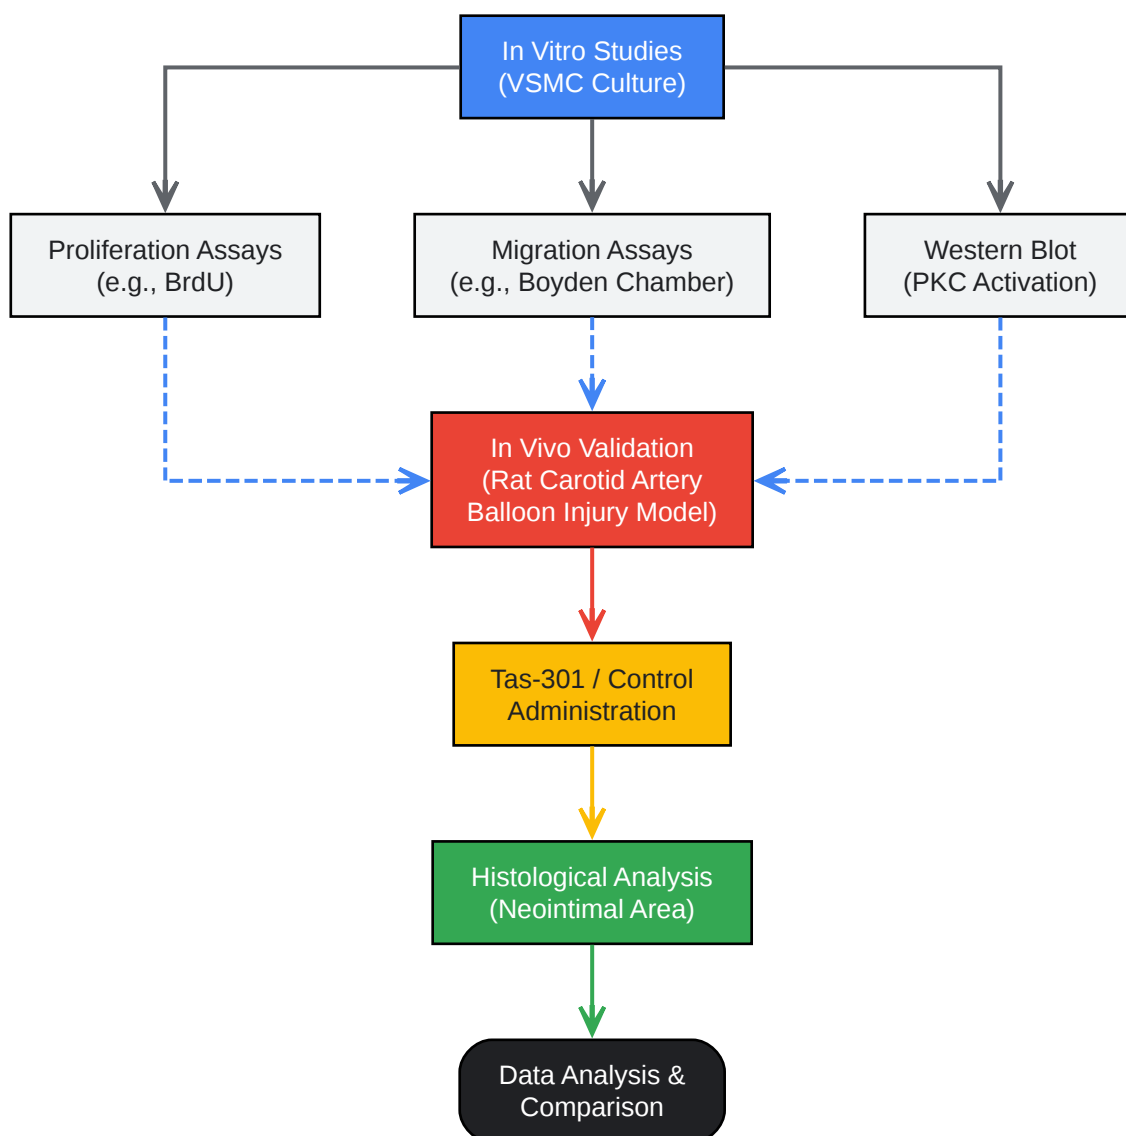 In Vitro Studies
(VSMC Culture)
Proliferation Assays
(e.g., BrdU)
Migration Assays
(e.g., Boyden Chamber)
Western Blot
(PKC Activation)
In Vivo Validation
(Rat Carotid Artery
Balloon Injury Model)
Tas-301 / Control
Administration
Histological Analysis
(Neointimal Area)
Data Analysis &
Comparison